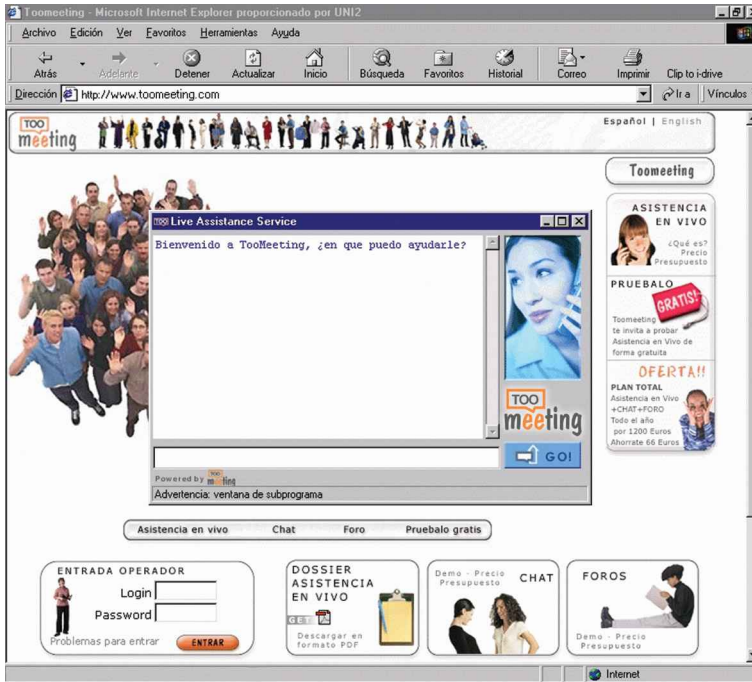 Toomeeting - Microsoft Internet Explorer proporcionado por UNI2
Archivo Edición Ver Favoritos Herramientas Ayuda
Atrás Adelante Detener Actualizar Inicio Búsqueda Favoritos Historial Correo Imprimir Clip to i-drive
Dirección http://www.toomeeting.com Ir a Vínculos
TOO
meeting
Español | English
Toomeeting
ASISTENCIA
EN VIVO
¿Qué es?
Precio
Presupuesto
PRUEBALO
GRATIS!
Toomeeting
te invita a probar
Asistencia en Vivo de
forma gratuita
OFERTA!!
PLAN TOTAL
Asistencia en Vivo
+CHAT+FORO
Todo el año
por 1200 Euros
Ahorrate 66 Euros
TOO Live Assistance Service
Bienvenido a TooMeeting, ¿en que puedo ayudarle?
TOO
meeting
GO!
Powered by TOO meeting
Advertencia: ventana de subprograma
Asistencia en vivo Chat Foro Pruebalo gratis
ENTRADA OPERADOR
Login
Password
Problemas para entrar ENTRAR
DOSSIER
ASISTENCIA
EN VIVO
GET
Descargar en
formato PDF
Demo - Precio
Presupuesto
CHAT
FOROS
Demo - Precio
Presupuesto
Internet